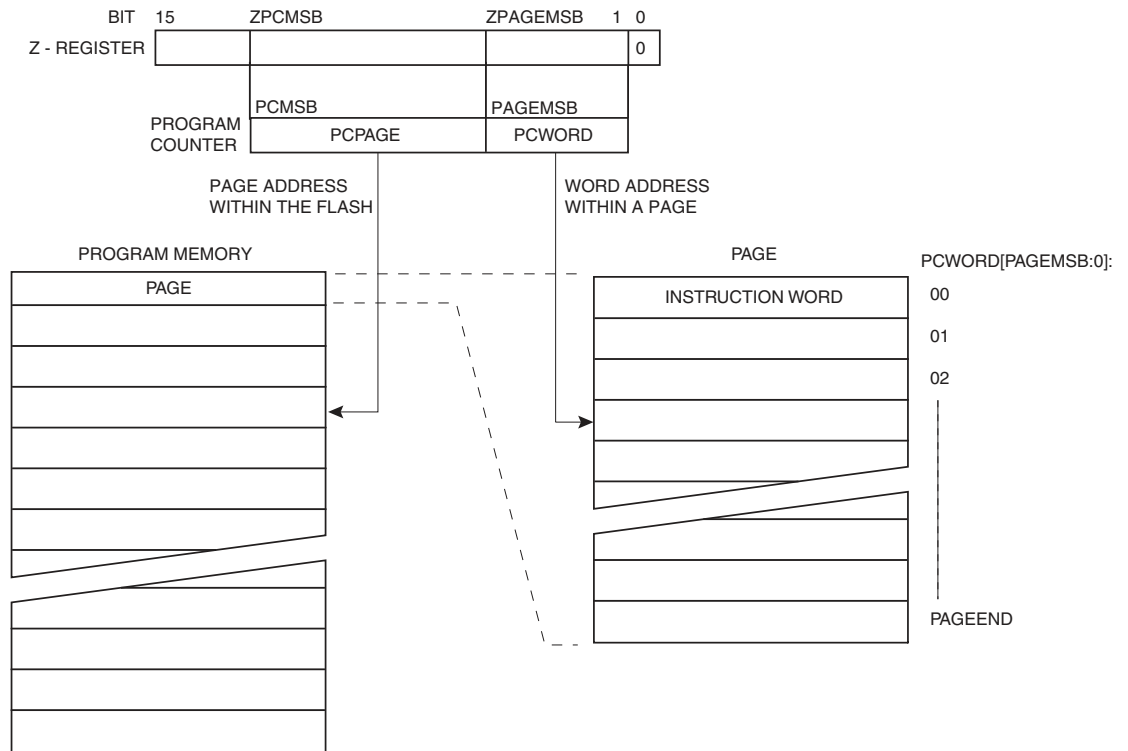 BIT 15 ZPCMSB ZPAGEMSB 1 0
Z - REGISTER 0
PCMSB PAGEMSB
PROGRAM
COUNTER
PCPAGE PCWORD
PAGE ADDRESS
WITHIN THE FLASH
WORD ADDRESS
WITHIN A PAGE
PROGRAM MEMORY
PAGE
PAGE
PCWORD[PAGEMSB:0]:
INSTRUCTION WORD 00
01
02
PAGEEND